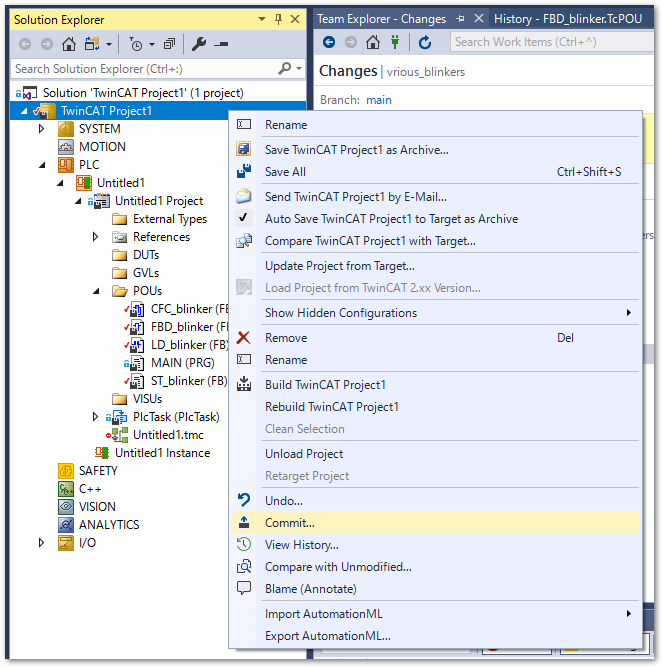 Solution Explorer
Search Solution Explorer (Ctrl+;)
Solution 'TwinCAT Project1' (1 project)
TwinCAT Project1
SYSTEM
MOTION
PLC
Untitled1
Untitled1 Project
External Types
References
DUTs
GVLs
POUs
CFC_blinker (FB
FBD_blinker (F
LD_blinker (FB)
MAIN (PRG)
ST_blinker (FB)
VISUs
PlcTask (PlcTask)
Untitled1.tmc
Untitled1 Instance
SAFETY
C++
VISION
ANALYTICS
I/O
Team Explorer - Changes
History - FBD_blinker.TcPOU
Search Work Items (Ctrl+^)
Changes | vrious_blinkers
Branch: main
Rename
Save TwinCAT Project1 as Archive...
Save All Ctrl+Shift+S
Send TwinCAT Project1 by E-Mail...
Auto Save TwinCAT Project1 to Target as Archive
Compare TwinCAT Project1 with Target...
Update Project from Target...
Load Project from TwinCAT 2.xx Version...
Show Hidden Configurations
Remove Del
Rename
Build TwinCAT Project1
Rebuild TwinCAT Project1
Clean Selection
Unload Project
Retarget Project
Undo...
Commit...
View History...
Compare with Unmodified...
Blame (Annotate)
Import AutomationML
Export AutomationML...
ers